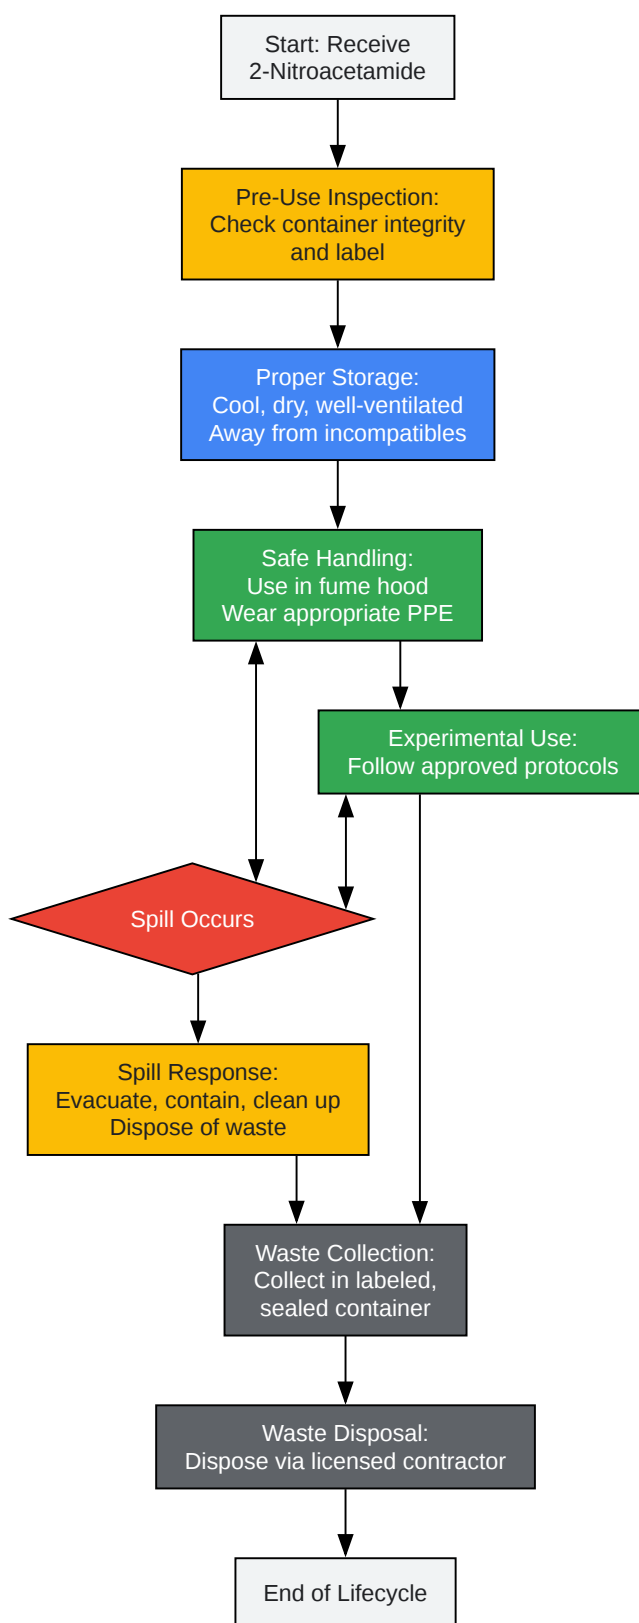 Start: Receive
2-Nitroacetamide
Pre-Use Inspection:
Check container integrity
and label
Proper Storage:
Cool, dry, well-ventilated
Away from incompatibles
Safe Handling:
Use in fume hood
Wear appropriate PPE
Experimental Use:
Follow approved protocols
Spill Occurs
Spill Response:
Evacuate, contain, clean up
Dispose of waste
Waste Collection:
Collect in labeled,
sealed container
Waste Disposal:
Dispose via licensed contractor
End of Lifecycle